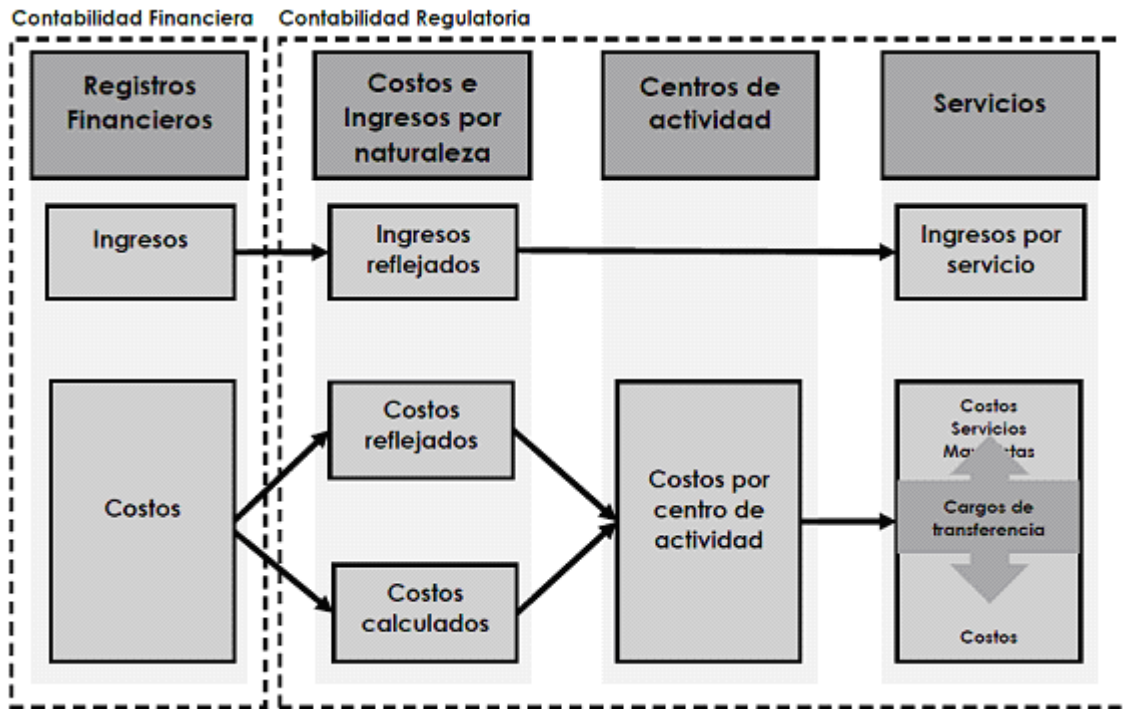 Contabilidad Financiera
Contabilidad Regulatoria
Registros
Financieros
Costos e
Ingresos por
naturaleza
Centros de
actividad
Servicios
Ingresos
Ingresos
reflejados
Ingresos por
servicio
Costos
Costos
reflejados
Costos
calculados
Costos por
centro de
actividad
Costos
Servicios
Cargos de
transferencia
Costos